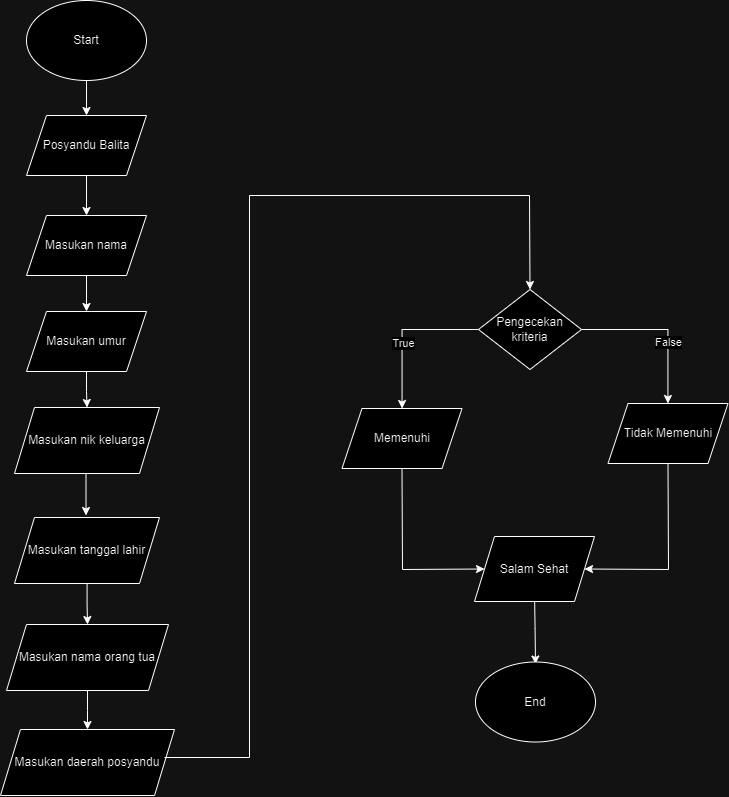 Start
Posyandu Balita
Masukan nama
Masukan umur
Masukan nik keluarga
Masukan tanggal lahir
Masukan nama orang tua
Masukan daerah posyandu
Pengecekan
kriteria
True
False
Memenuhi
Tidak Memenuhi
Salam Sehat
End